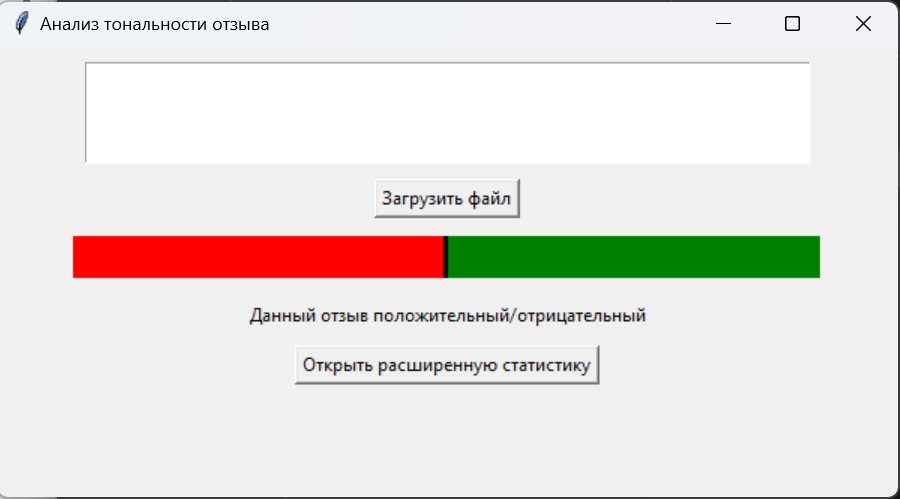 Анализ тональности отзыва
Загрузить файл
Данный отзыв положительный/отрицательный
Открыть расширенную статистику